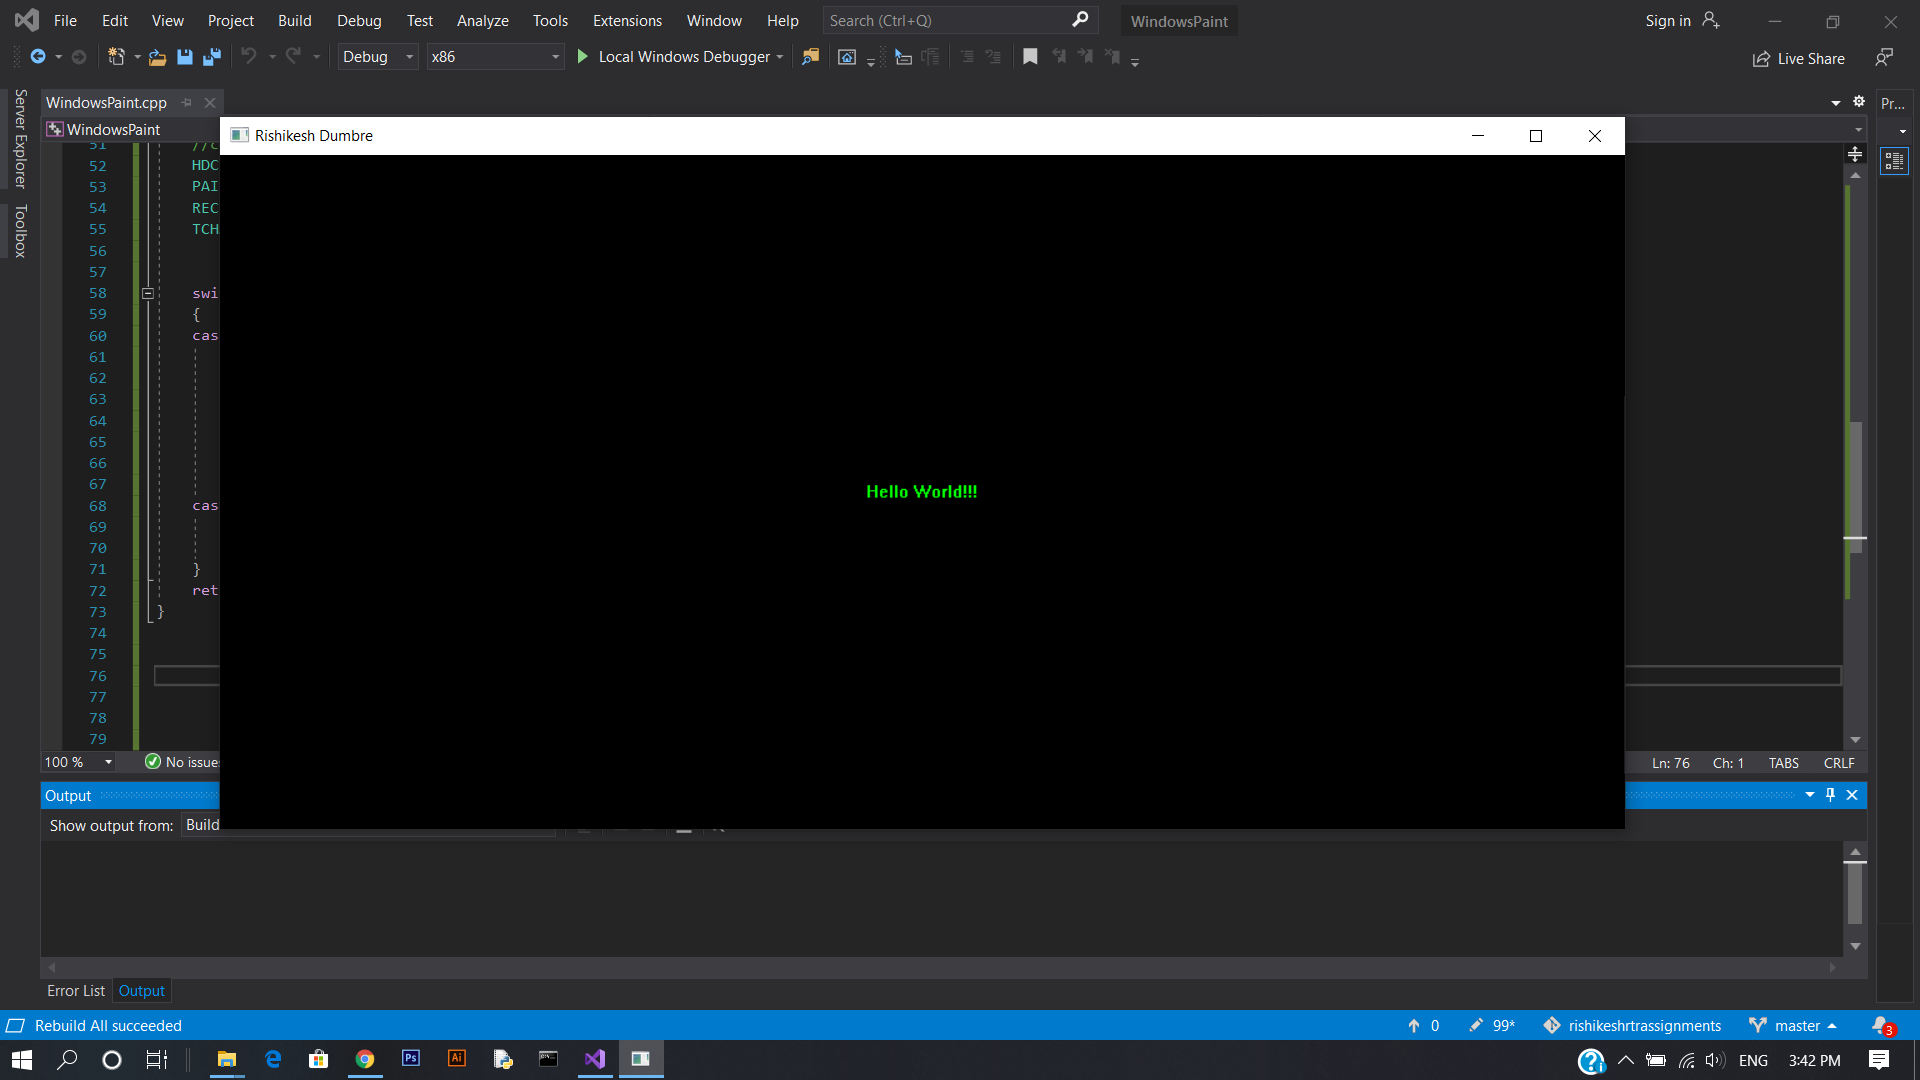 File Edit View Project Build Debug Test Analyze Tools Extensions Window Help Search (Ctrl+Q) WindowsPaint Sign in
Debug x86 Local Windows Debugger Live Share
Server Explorer
Toolbox
WindowsPaint.cpp Pr...
WindowsPaint
Rishikesh Dumbre
51
52 HDC
53 PAI
54 REC
55 TCH
56
57
58 swi
59 {
60 cas
61
62
63
64
65
66
67
68 cas
69
70
71 }
72 ret
73 }
74
75
76
77
78
79
Hello World!!!
100 % No issues Ln: 76 Ch: 1 TABS CRLF
Output
Show output from: Build
Error List Output
Rebuild All succeeded 0 99* rishikeshrtrassignments master 3
Ps Ai ENG 3:42 PM